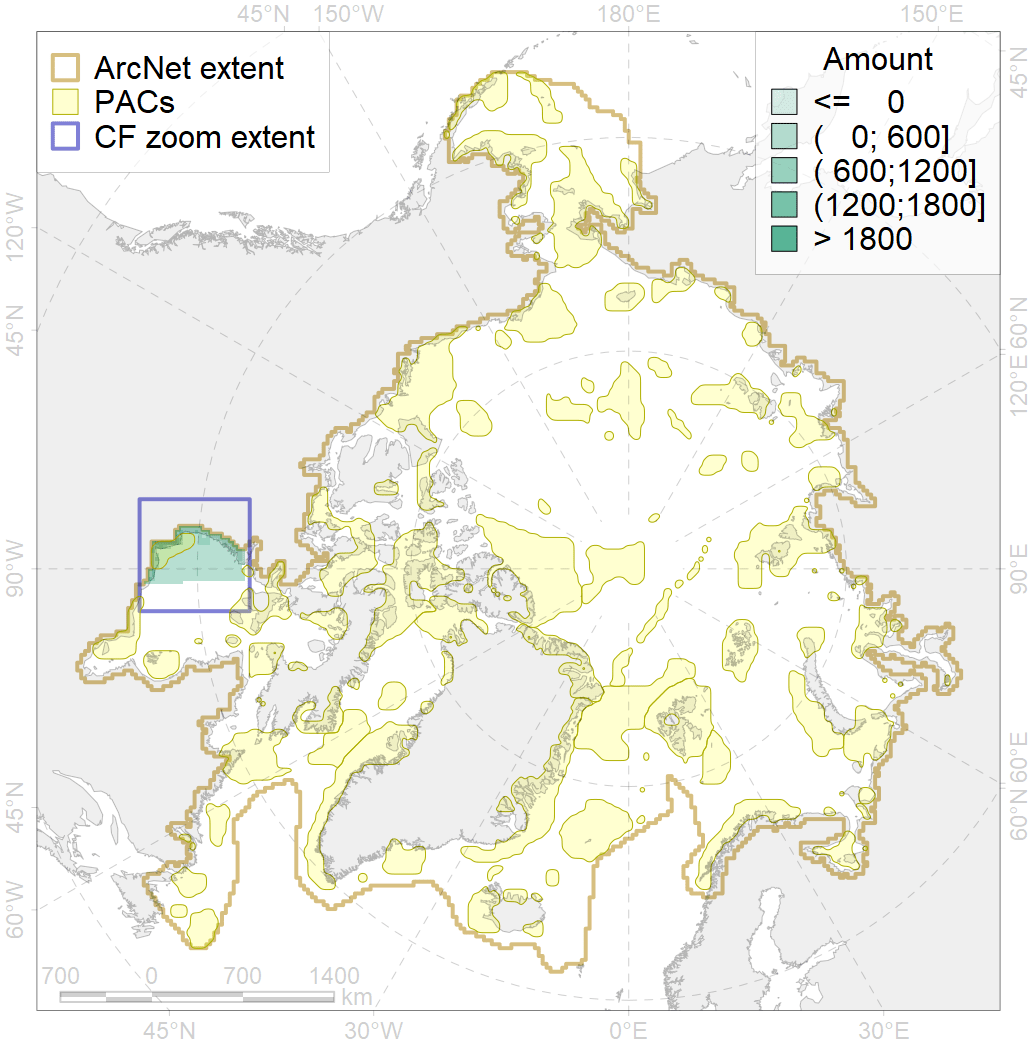 45°N 150°W 180°E 150°E
ArcNet extent
PACs
CF zoom extent
Amount
<= 0
( 0; 600]
( 600;1200]
(1200;1800]
> 1800
45°N
120°W
45°N
60°N
120°E
90°W
90°E
45°N
60°E
60°N
60°W
700 0 700 1400
km
45°N 30°W 0°E 30°E